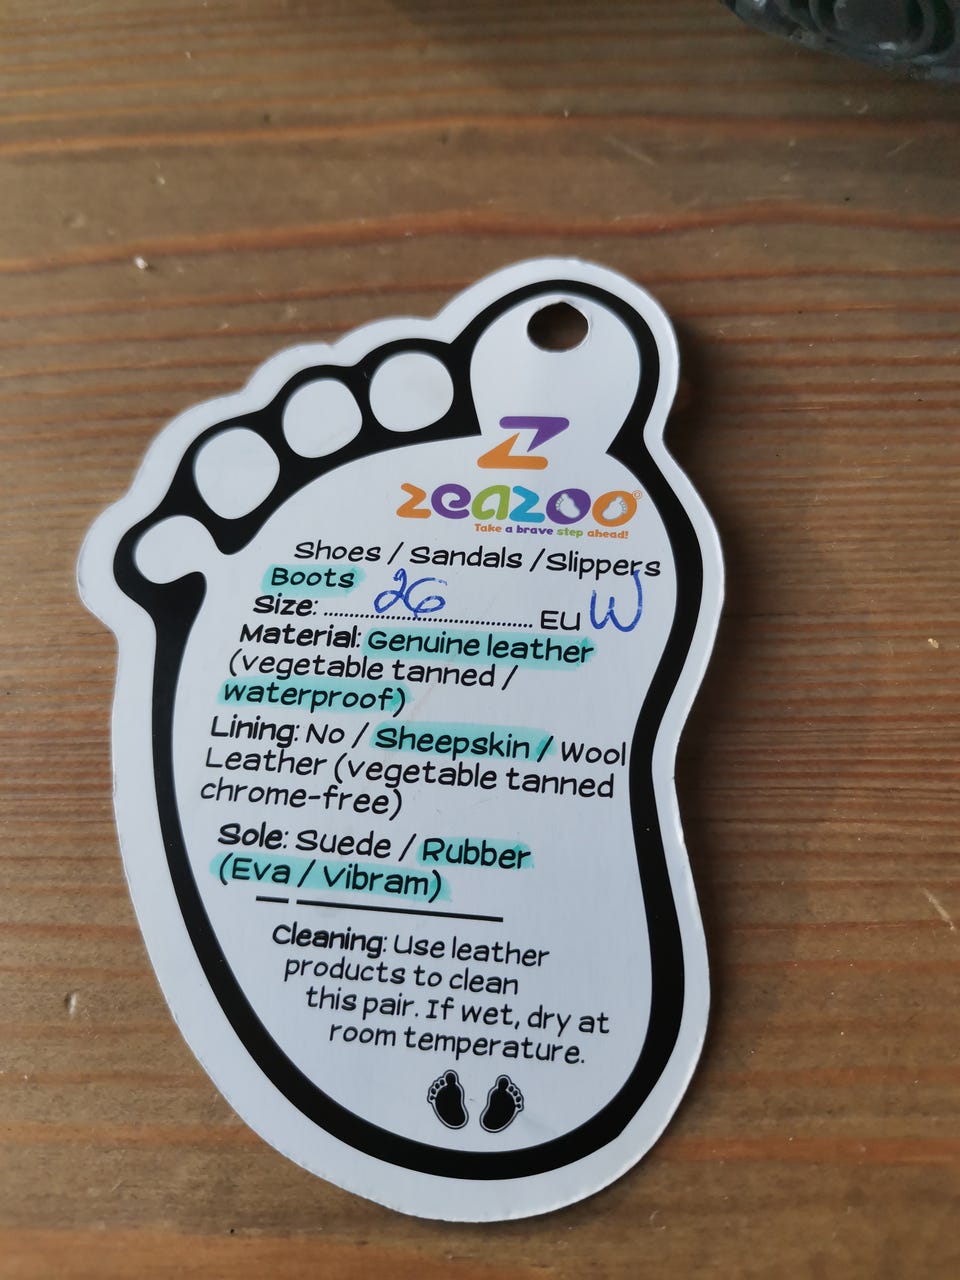 Z
zeazoo®
Take a brave step ahead!
Shoes / Sandals / Slippers
Boots
Size: 26 EU W
Material: Genuine leather
(vegetable tanned /
waterproof)
Lining: No / Sheepskin / Wool
Leather (vegetable tanned
chrome-free)
Sole: Suede / Rubber
(Eva / Vibram)
Cleaning: Use leather
products to clean
this pair. If wet, dry at
room temperature.